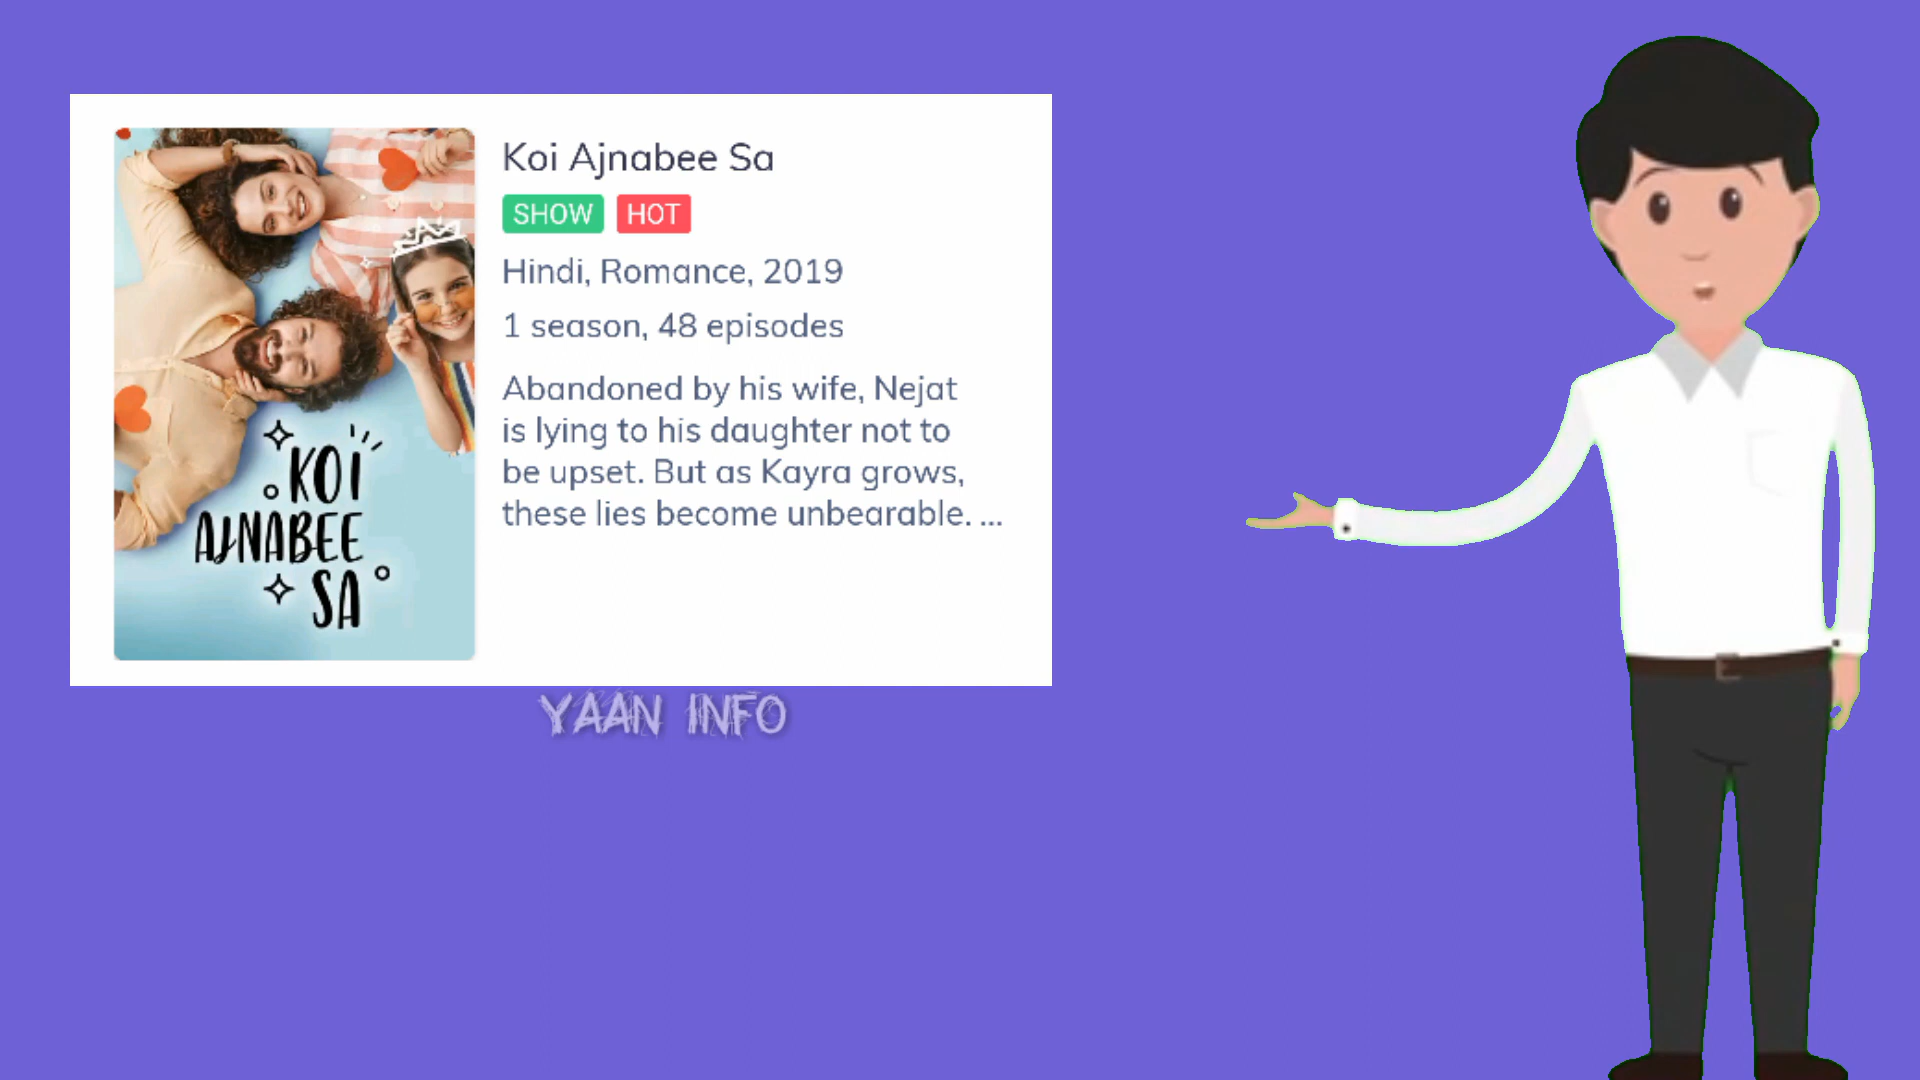 KOI
AJNABEE
SA
Koi Ajnabee Sa
SHOW HOT
Hindi, Romance, 2019
1 season, 48 episodes
Abandoned by his wife, Nejat
is lying to his daughter not to
be upset. But as Kayra grows,
these lies become unbearable. ...
YAAN INFO